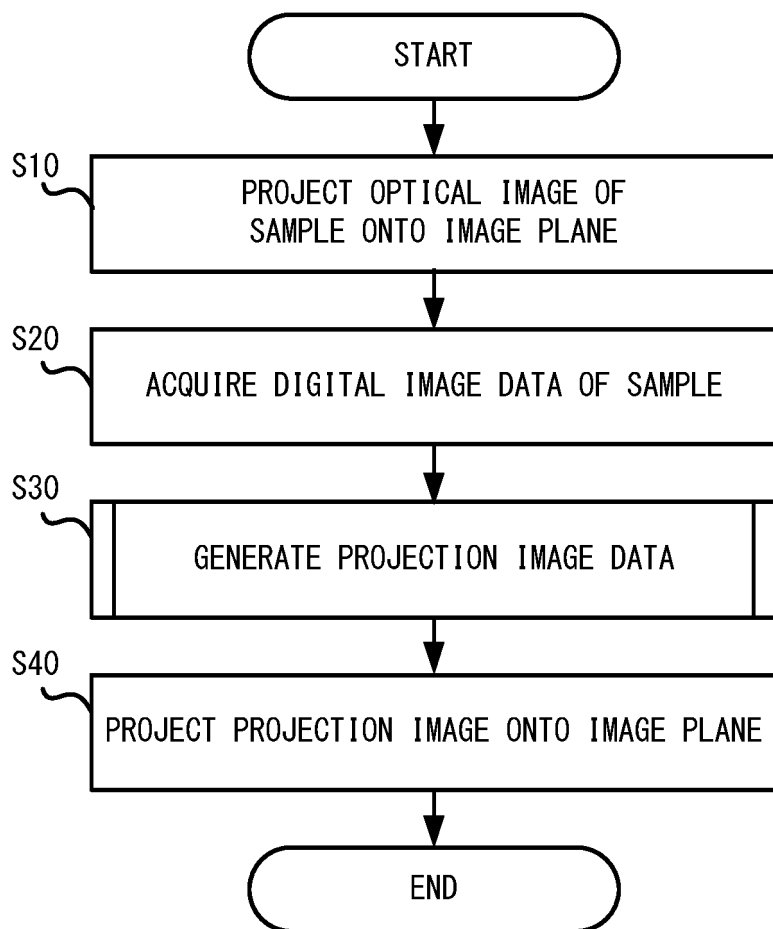 START
S10
PROJECT OPTICAL IMAGE OF
SAMPLE ONTO IMAGE PLANE
S20
ACQUIRE DIGITAL IMAGE DATA OF SAMPLE
S30
GENERATE PROJECTION IMAGE DATA
S40
PROJECT PROJECTION IMAGE ONTO IMAGE PLANE
END